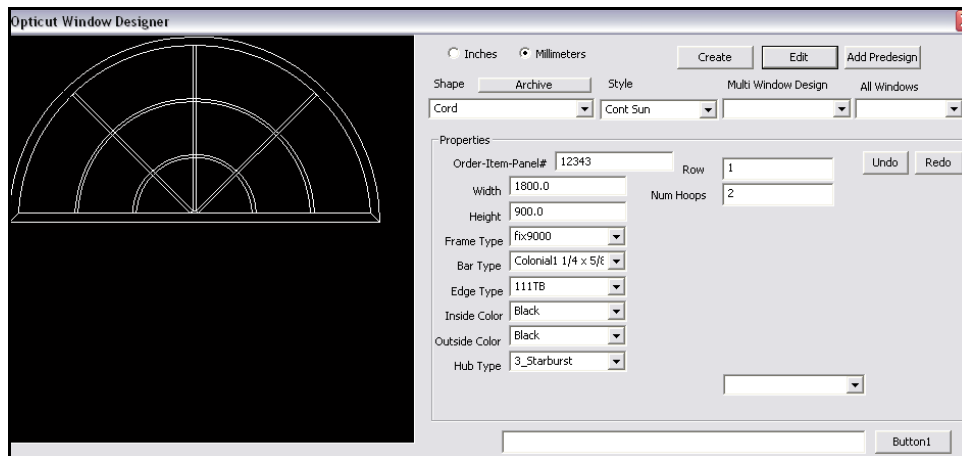 Opticut Window Designer
Inches Millimeters
Create Edit Add Predesign
Shape Archive Style Multi Window Design All Windows
Cord Cont Sun
Properties
Order-Item-Panel# 12343 Row 1 Undo Redo
Width 1800.0 Num Hoops 2
Height 900.0
Frame Type fix9000
Bar Type Colonial1 1/4 x 5/8
Edge Type 111TB
Inside Color Black
Outside Color Black
Hub Type 3_Starburst
Button1